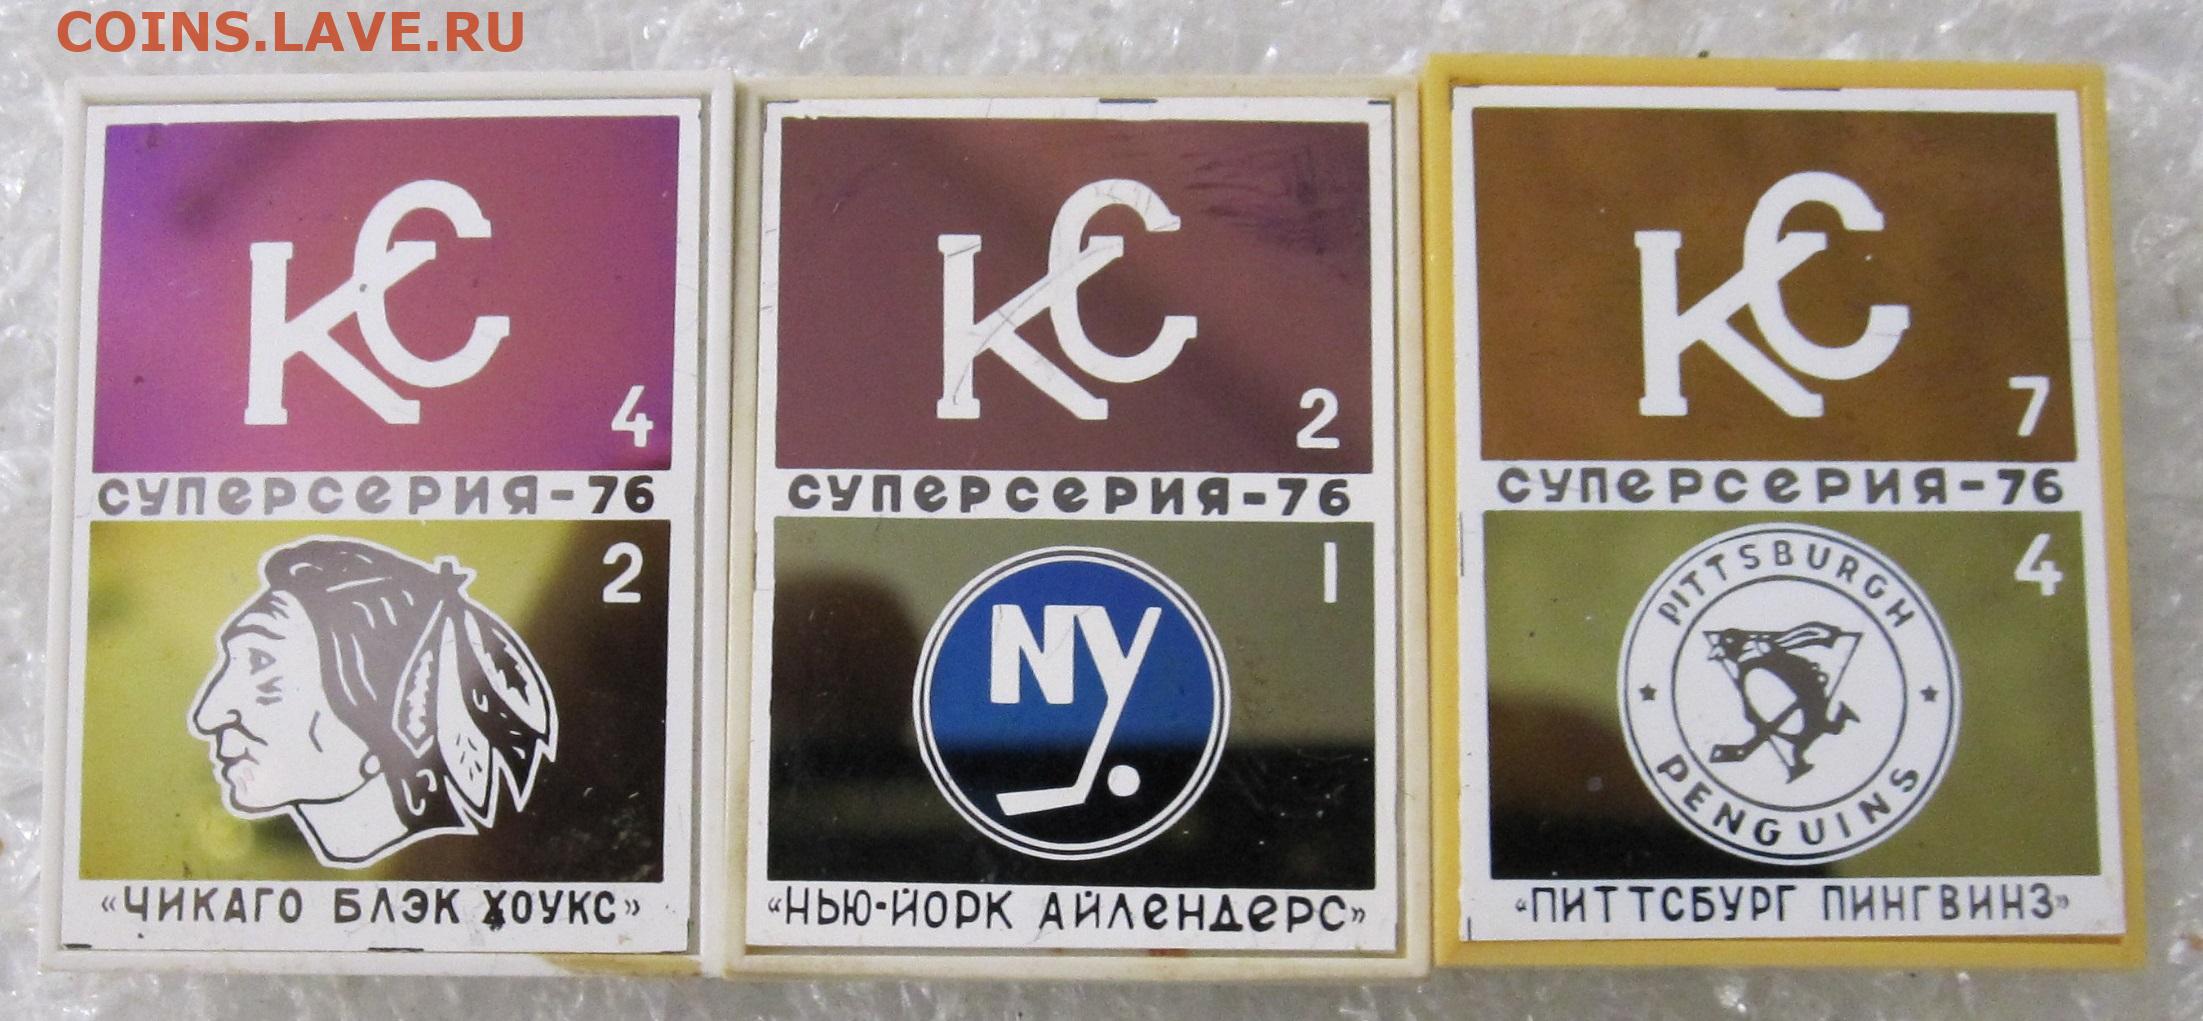 COINS.LAVE.RU
КС
4
СУПЕРСЕРИЯ-76
2
«ЧИКАГО БЛЭК ХОУКС»
КС
2
СУПЕРСЕРИЯ-76
1
NY
«НЬЮ-ЙОРК АЙЛЕНДЕРС»
КС
7
СУПЕРСЕРИЯ-76
4
PITTSBURGH
PENGUINS
«ПИТТСБУРГ ПИНГВИНЗ»